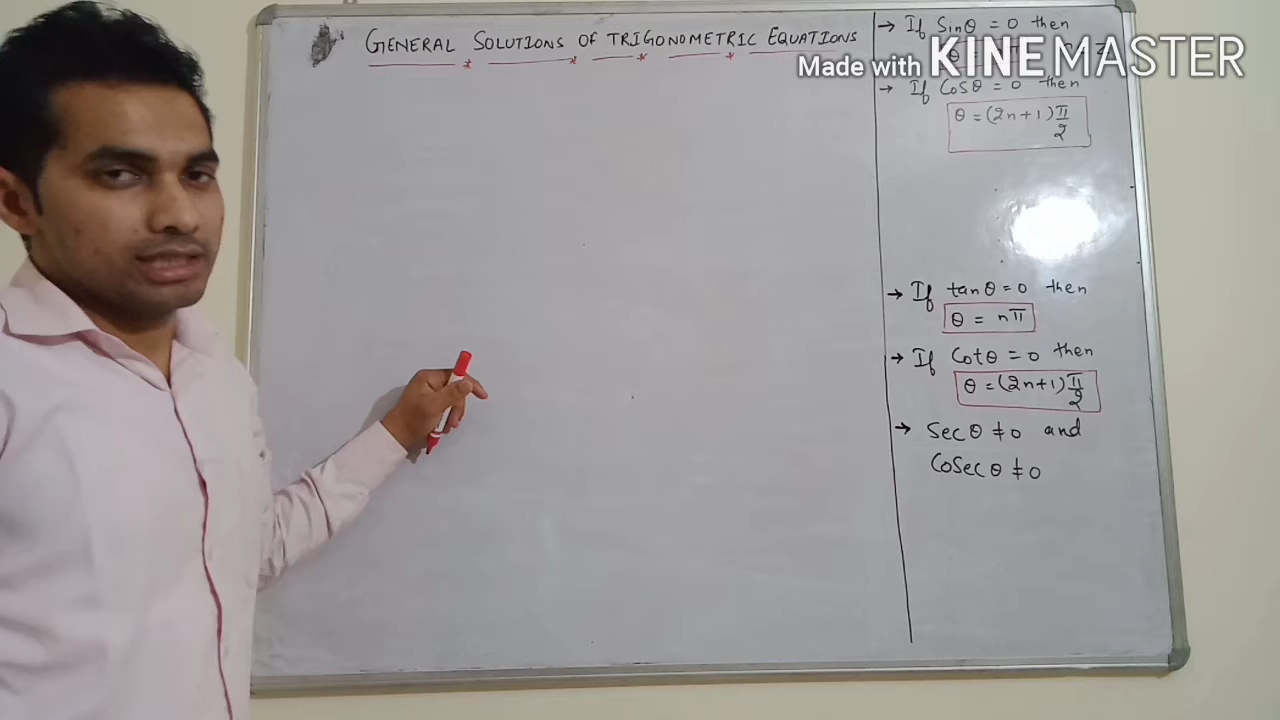 GENERAL SOLUTIONS OF TRIGONOMETRIC EQUATIONS
→ If Sinθ = 0 then
Made with KINEMASTER
→ If Cosθ = 0 then
θ = (2n+1)π/2
→ If tanθ = 0 then
θ = nπ
→ If Cotθ = 0 then
θ = (2n+1)π/2
→ Secθ ≠ 0 and
Cosecθ ≠ 0